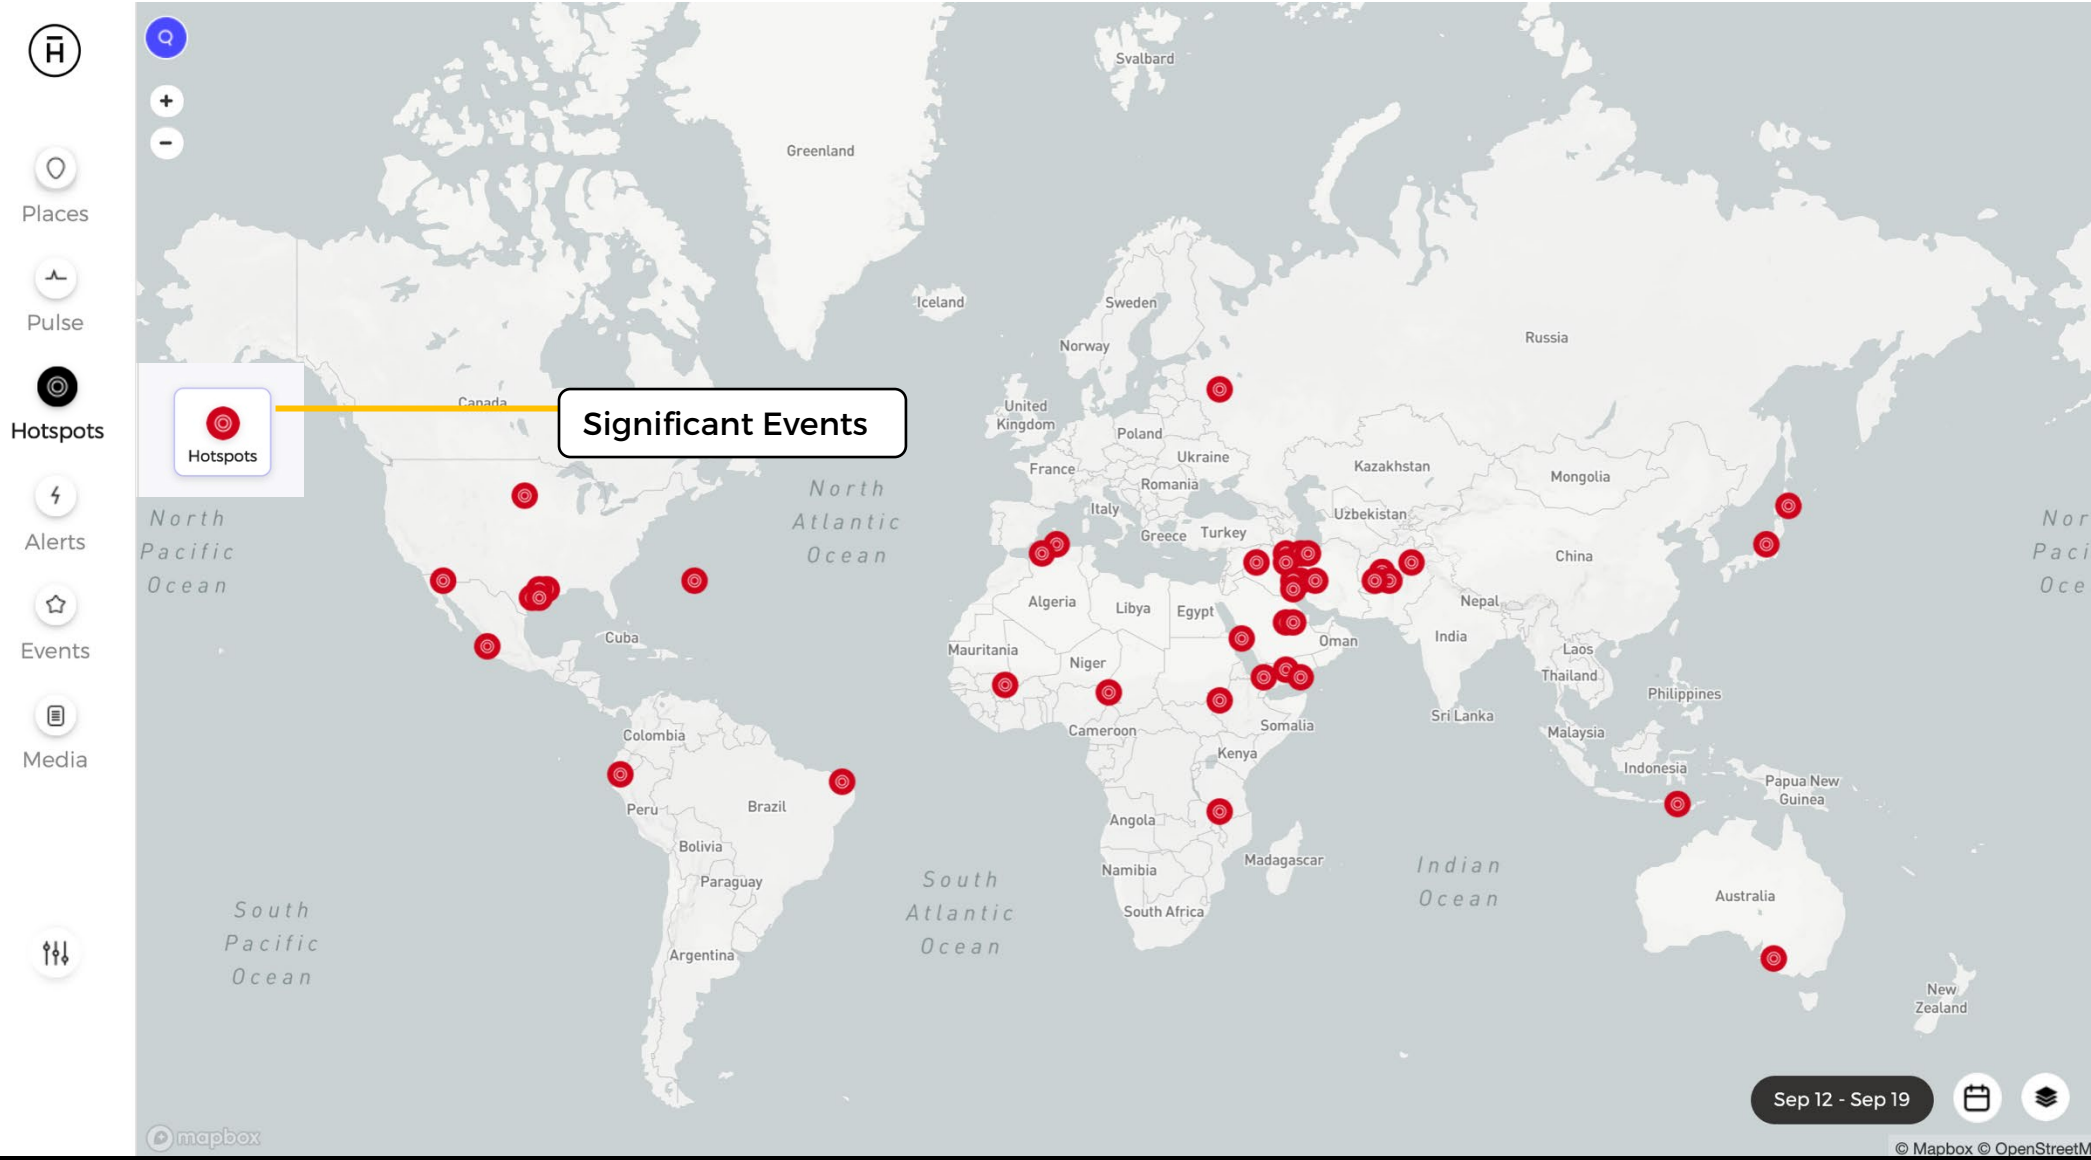 H
Places
Pulse
Hotspots
Alerts
Events
Media
Hotspots
Significant Events
Svalbard
Greenland
Iceland
Sweden
Norway
Russia
Canada
United
Kingdom
Poland
Ukraine
France
Romania
Italy
Greece
Turkey
Kazakhstan
Uzbekistan
Mongolia
China
North
Pacific
Ocean
North
Atlantic
Ocean
Nor
Paci
Oce
Algeria
Libya
Egypt
Nepal
Cuba
Mauritania
Niger
Oman
India
Laos
Thailand
Philippines
Sri Lanka
Cameroon
Somalia
Kenya
Malaysia
Indonesia
Papua New
Guinea
Colombia
Peru
Brazil
Bolivia
Paraguay
Argentina
Angola
Namibia
Madagascar
South Africa
Australia
New
Zealand
South
Pacific
Ocean
South
Atlantic
Ocean
Indian
Ocean
Sep 12 - Sep 19
mapbox
© Mapbox © OpenStreetM